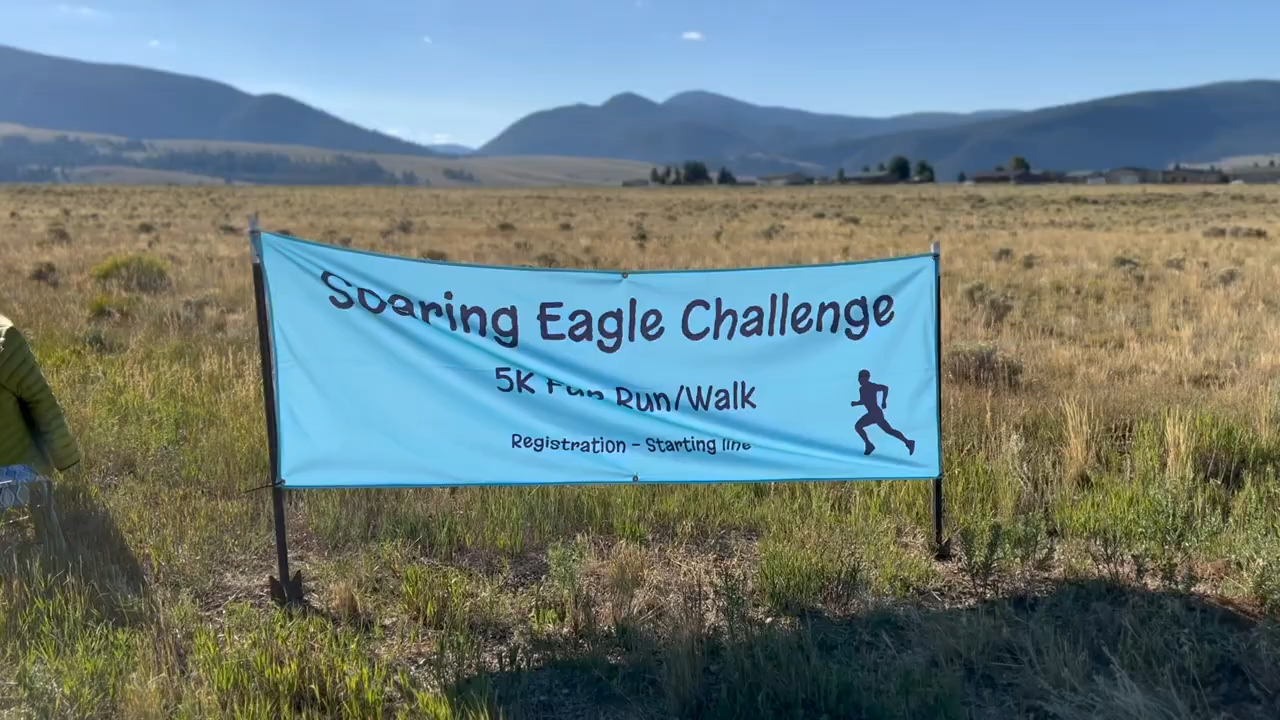 Soaring Eagle Challenge
5K Fun Run/Walk
Registration - Starting line